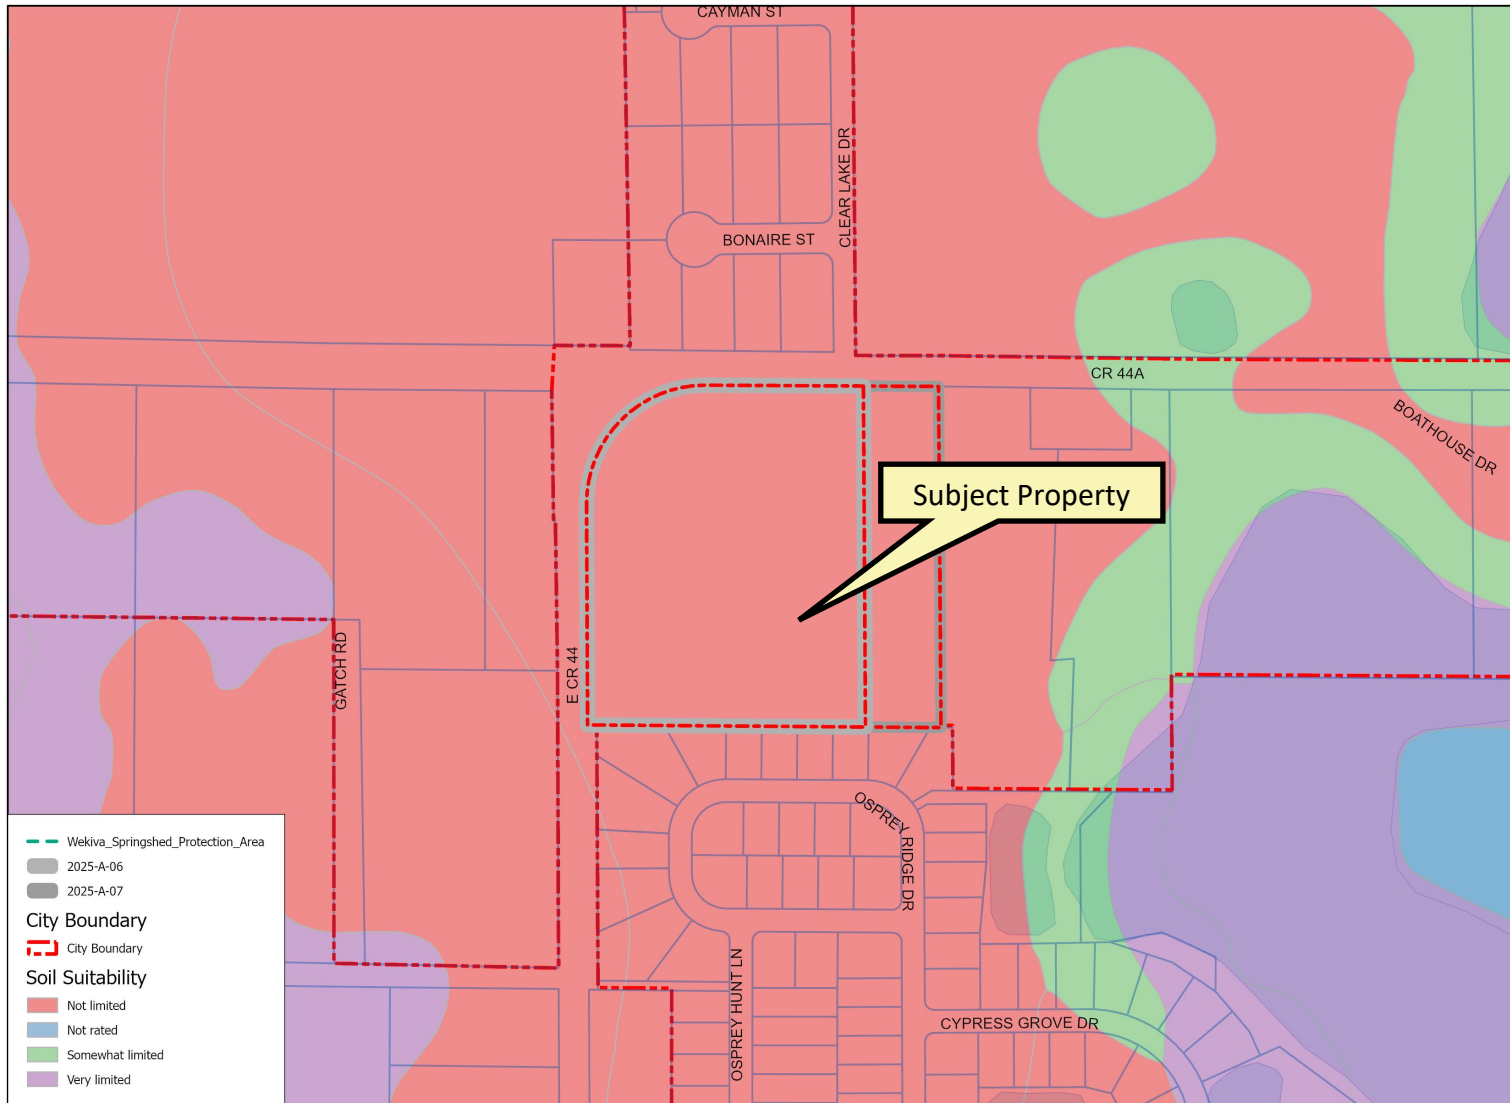 CAYMAN ST
CLEAR LAKE DR
BONAIRE ST
CR 44A
BOATHOUSE DR
Subject Property
GATCH RD
E CR 44
OSPREY RIDGE DR
OSPREY HUNT LN
CYPRESS GROVE DR
Wekiva_Springshed_Protection_Area
2025-A-06
2025-A-07
City Boundary
City Boundary
Soil Suitability
Not limited
Not rated
Somewhat limited
Very limited